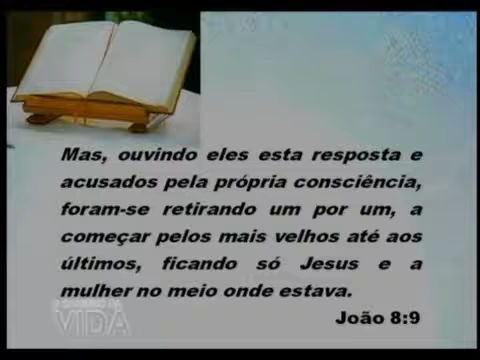 Mas, ouvindo eles esta resposta e
acusados pela própria consciência,
foram-se retirando um por um, a
começar pelos mais velhos até aos
últimos, ficando só Jesus e a
mulher no meio onde estava.
João 8:9
VIDA